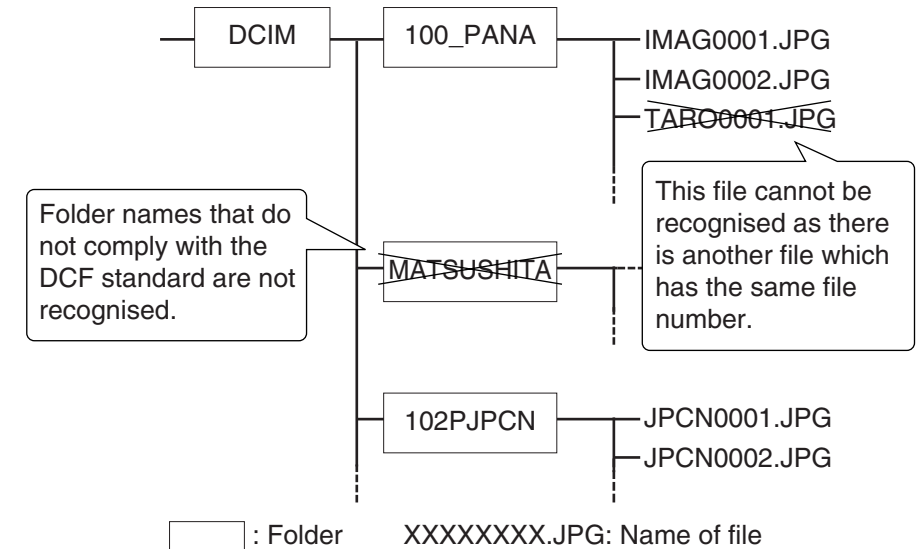 DCIM
100_PANA
IMAG0001.JPG
IMAG0002.JPG
TARO0001.JPG
This file cannot be
recognised as there
is another file which
has the same file
number.
Folder names that do
not comply with the
DCF standard are not
recognised.
MATSUSHITA
102PJPCN
JPCN0001.JPG
JPCN0002.JPG
: Folder XXXXXXXX.JPG: Name of file